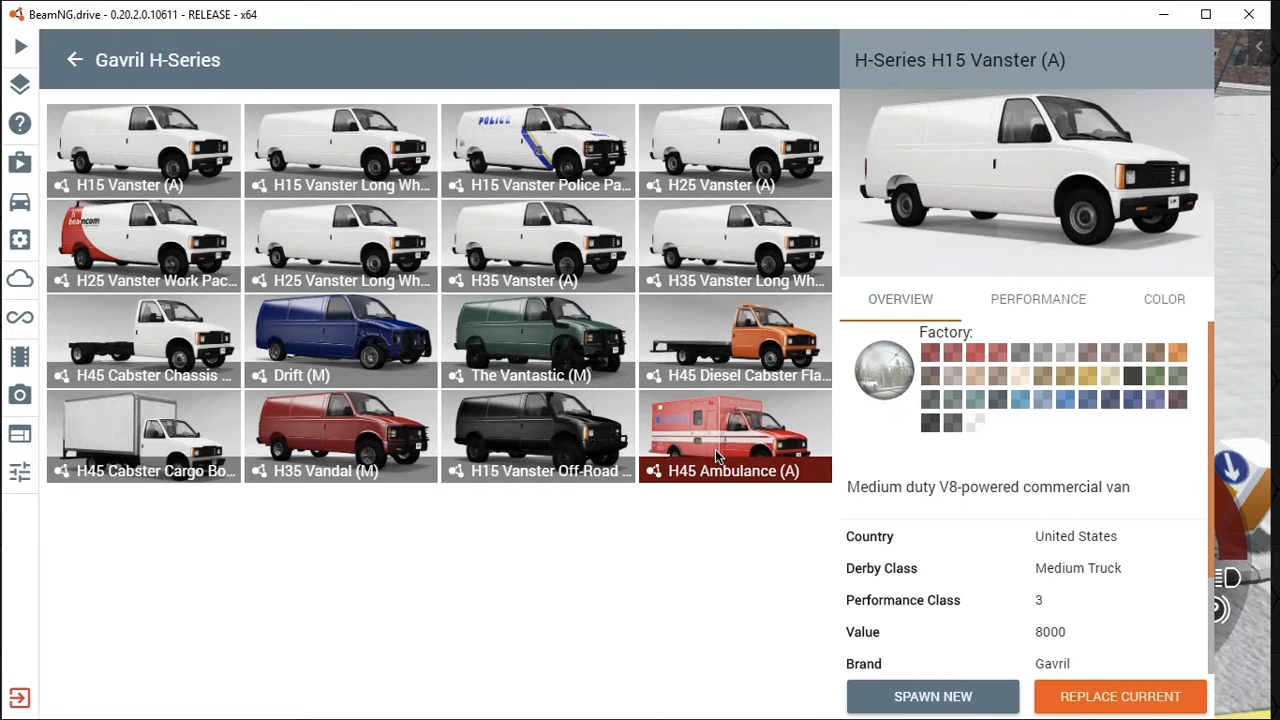 BeamNG.drive - 0.20.2.0.10611 - RELEASE - x64
Gavril H-Series
H-Series H15 Vanster (A)
POLICE
H15 Vanster (A)
H15 Vanster Long Wh...
H15 Vanster Police Pa...
H25 Vanster (A)
beamcom
H25 Vanster Work Pac...
H25 Vanster Long Wh...
H35 Vanster (A)
H35 Vanster Long Wh...
H45 Cabster Chassis ...
Drift (M)
The Vantastic (M)
H45 Diesel Cabster Fla...
H45 Cabster Cargo Bo...
H35 Vandal (M)
H15 Vanster Off-Road ...
H45 Ambulance (A)
OVERVIEW
PERFORMANCE
COLOR
Factory:
Medium duty V8-powered commercial van
Country
United States
Derby Class
Medium Truck
Performance Class
3
Value
8000
Brand
Gavril
SPAWN NEW
REPLACE CURRENT